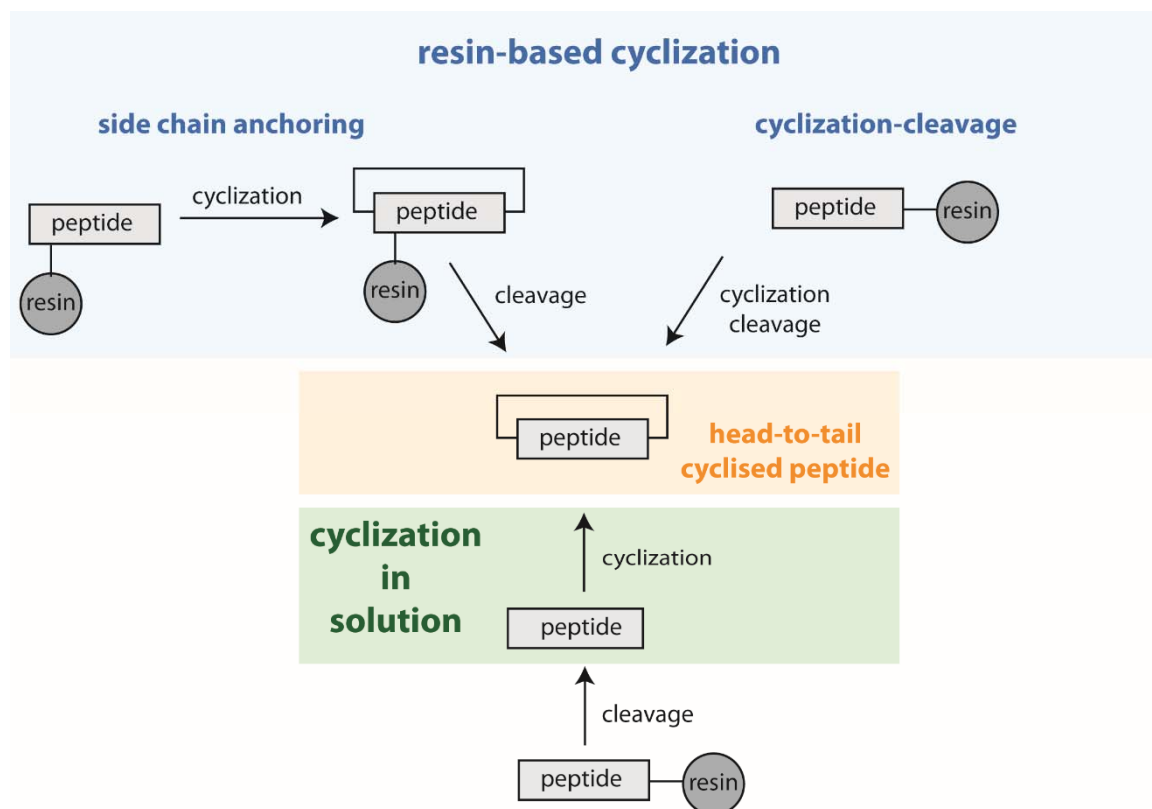 resin-based cyclization
side chain anchoring
cyclization-cleavage
peptide
resin
cyclization
peptide
resin
cleavage
peptide
resin
cyclization
cleavage
peptide
head-to-tail
cyclised peptide
cyclization
in
solution
cyclization
peptide
cleavage
peptide
resin